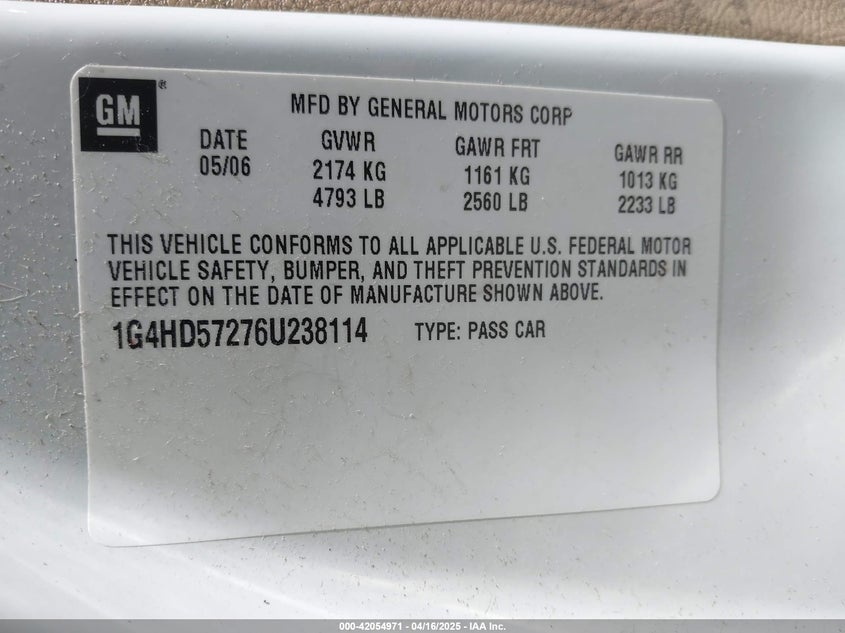 GM®
MFD BY GENERAL MOTORS CORP
DATE GVWR GAWR FRT GAWR RR
05/06 2174 KG 1161 KG 1013 KG
4793 LB 2560 LB 2233 LB
THIS VEHICLE CONFORMS TO ALL APPLICABLE U.S. FEDERAL MOTOR
VEHICLE SAFETY, BUMPER, AND THEFT PREVENTION STANDARDS IN
EFFECT ON THE DATE OF MANUFACTURE SHOWN ABOVE.
1G4HD57276U238114 TYPE: PASS CAR
000-42054971 - 04/16/2025 - IAA Inc.